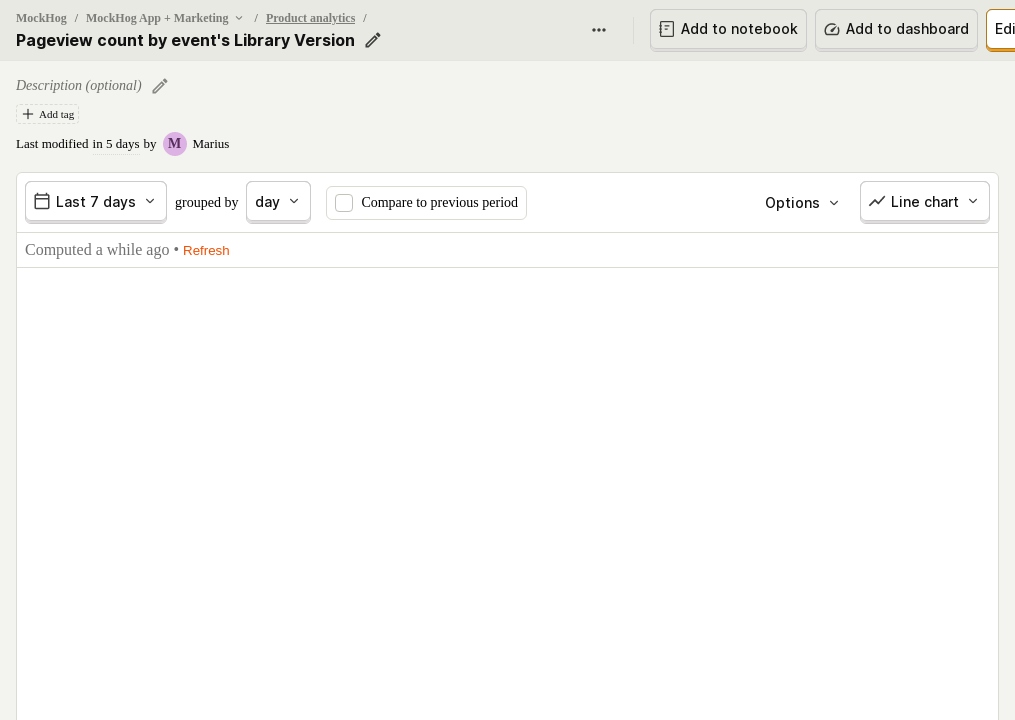 MockHog / MockHog App + Marketing / Product analytics /
Pageview count by event's Library Version
Add to notebook
Add to dashboard
Description (optional)
Add tag
Last modified in 5 days by M Marius
Last 7 days grouped by day Compare to previous period Options Line chart
Computed a while ago • Refresh